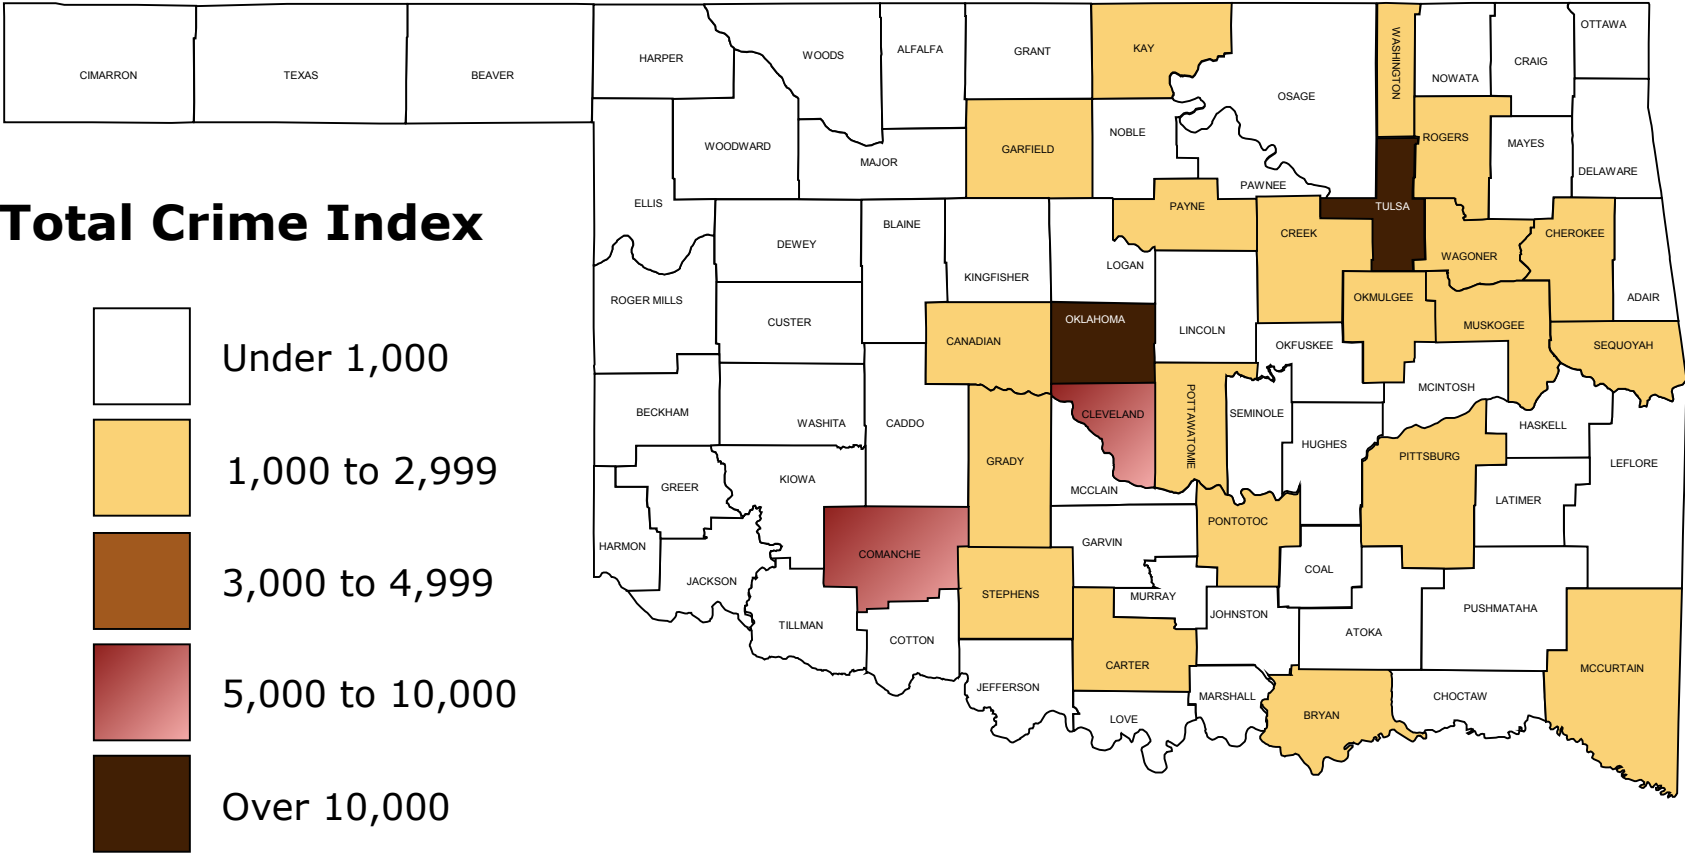 CIMARRON
TEXAS
BEAVER
HARPER
WOODS
ALFALFA
GRANT
KAY
OSAGE
WASHINGTON
NOWATA
CRAIG
OTTAWA
WOODWARD
MAJOR
GARFIELD
NOBLE
PAWNEE
ROGERS
MAYES
DELAWARE
Total Crime Index
ELLIS
DEWEY
BLAINE
KINGFISHER
LOGAN
PAYNE
CREEK
TULSA
WAGONER
CHEROKEE
ADAIR
ROGER MILLS
CUSTER
CANADIAN
OKLAHOMA
LINCOLN
OKFUSKEE
OKMULGEE
MUSKOGEE
SEQUOYAH
Under 1,000
BECKHAM
WASHITA
CADDO
GRADY
CLEVELAND
POTTAWATOMIE
SEMINOLE
HUGHES
MCINTOSH
PITTSBURG
HASKELL
LEFLORE
1,000 to 2,999
GREER
KIOWA
MCCLAIN
PONTOTOC
LATIMER
HARMON
JACKSON
COMANCHE
GARVIN
COAL
3,000 to 4,999
TILLMAN
COTTON
STEPHENS
MURRAY
JOHNSTON
ATOKA
PUSHMATAHA
5,000 to 10,000
JEFFERSON
CARTER
LOVE
MARSHALL
BRYAN
CHOCTAW
MCCURTAIN
Over 10,000